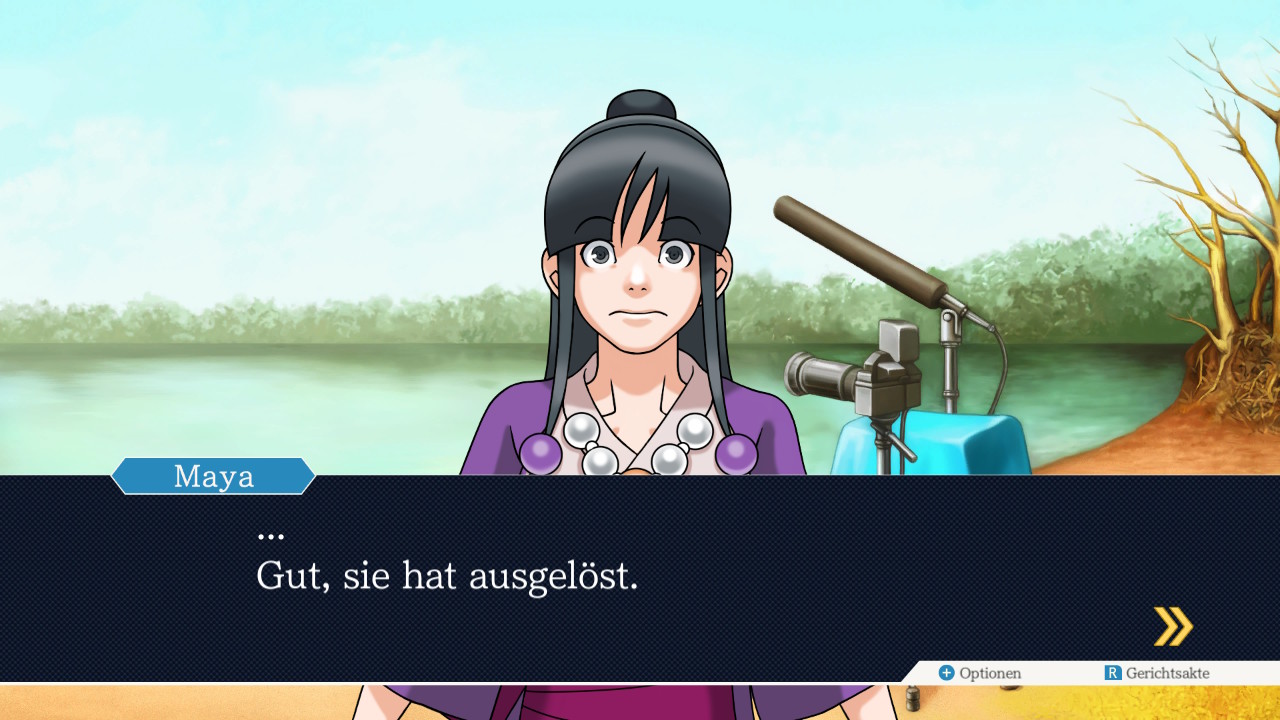 Maya
...
Gut, sie hat ausgelöst.
+ Optionen
R Gerichtsakte